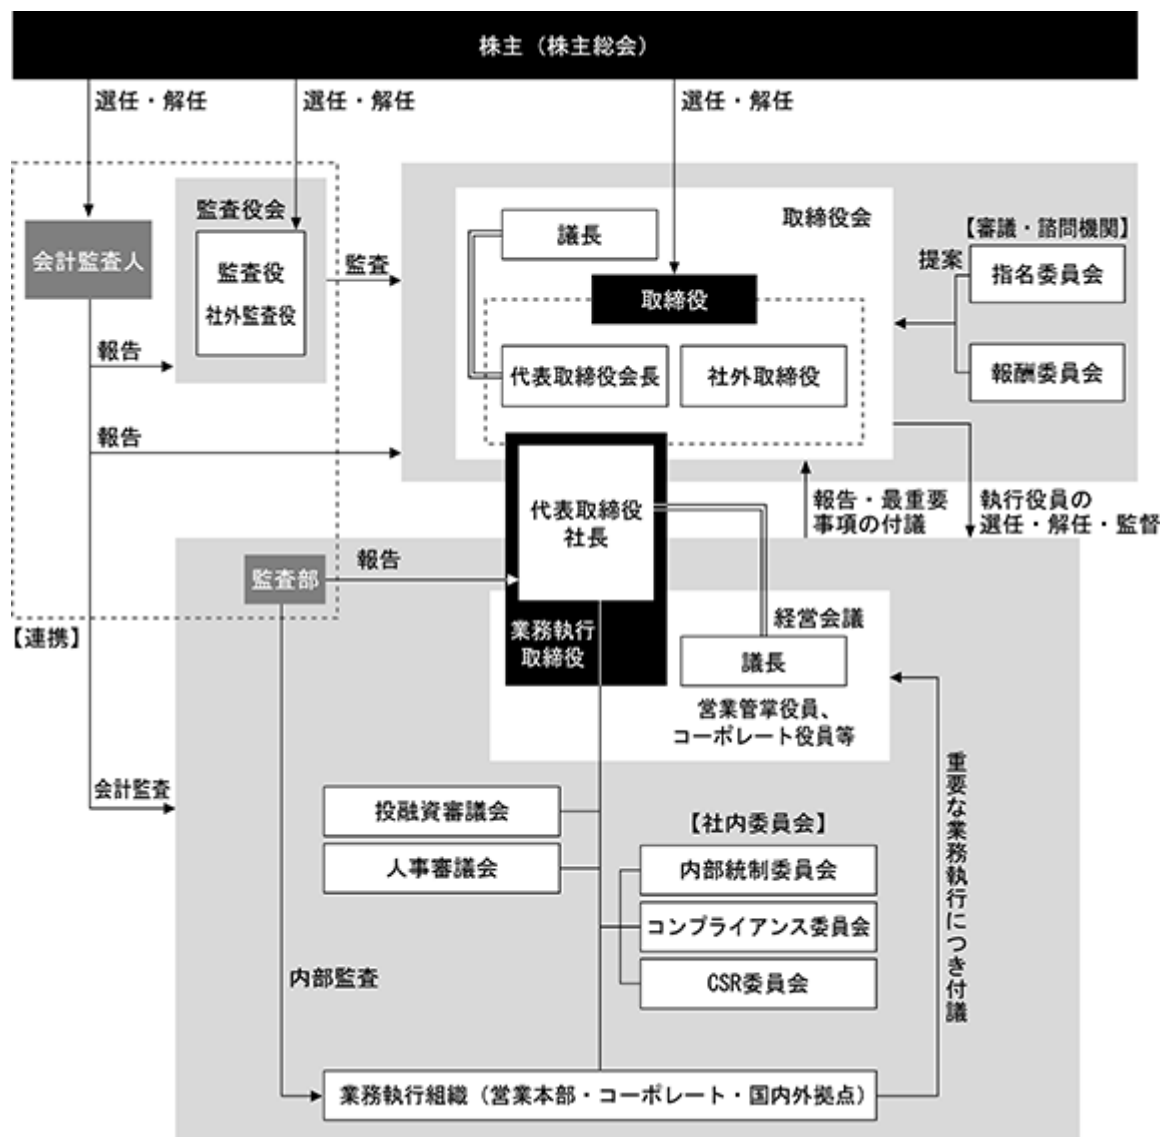 株主（株主総会）
選任・解任
選任・解任
選任・解任
会計監査人
監査役会
監査役
社外監査役
監査
報告
報告
取締役会
議長
取締役
代表取締役会長
社外取締役
【審議・諮問機関】
提案
指名委員会
報酬委員会
代表取締役
社長
業務執行
取締役
報告・最重要
事項の付議
執行役員の
選任・解任・監督
監査部
報告
【連携】
経営会議
議長
営業管掌役員、
コーポレート役員等
会計監査
投融資審議会
人事審議会
【社内委員会】
内部統制委員会
コンプライアンス委員会
CSR委員会
重要な業務執行につき付議
内部監査
業務執行組織（営業本部・コーポレート・国内外拠点）